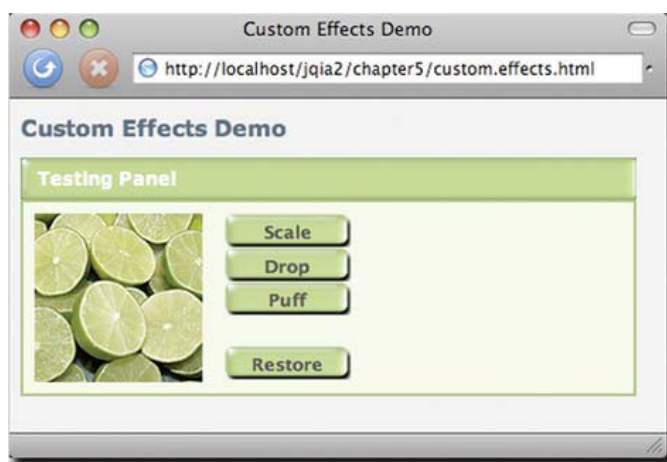 Custom Effects Demo
http://localhost/jqia2/chapter5/custom.effects.html
Custom Effects Demo
Testing Panel
Scale
Drop
Puff
Restore